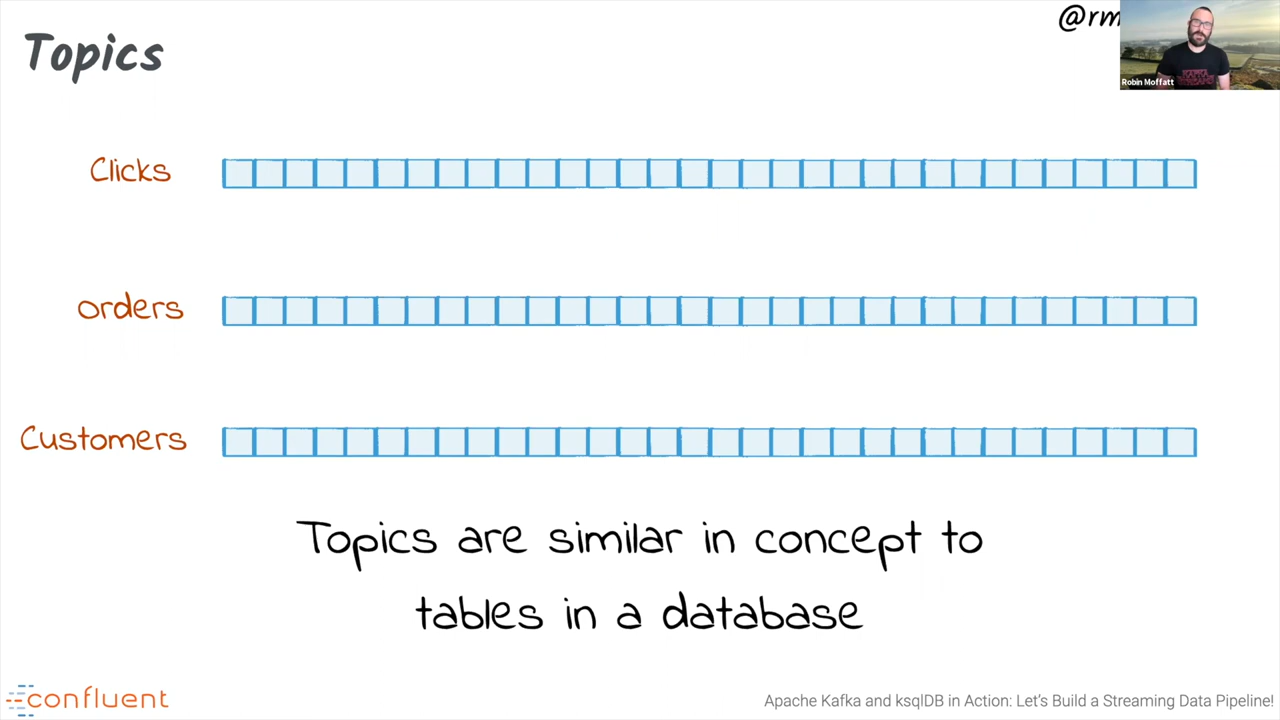 Topics
@rm
Robin Moffatt
Clicks
Orders
Customers
Topics are similar in concept to
tables in a database
confluent
Apache Kafka and ksqlDB in Action: Let's Build a Streaming Data Pipeline!